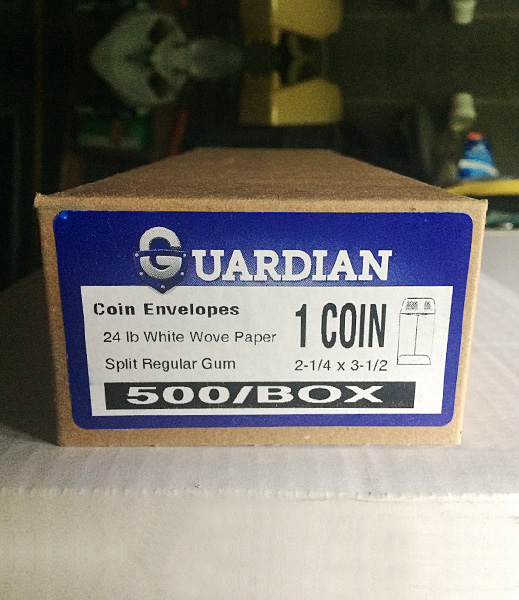 GUARDIAN
Coin Envelopes
24 lb White Wove Paper
Split Regular Gum
1 COIN
2-1/4 x 3-1/2
500/BOX